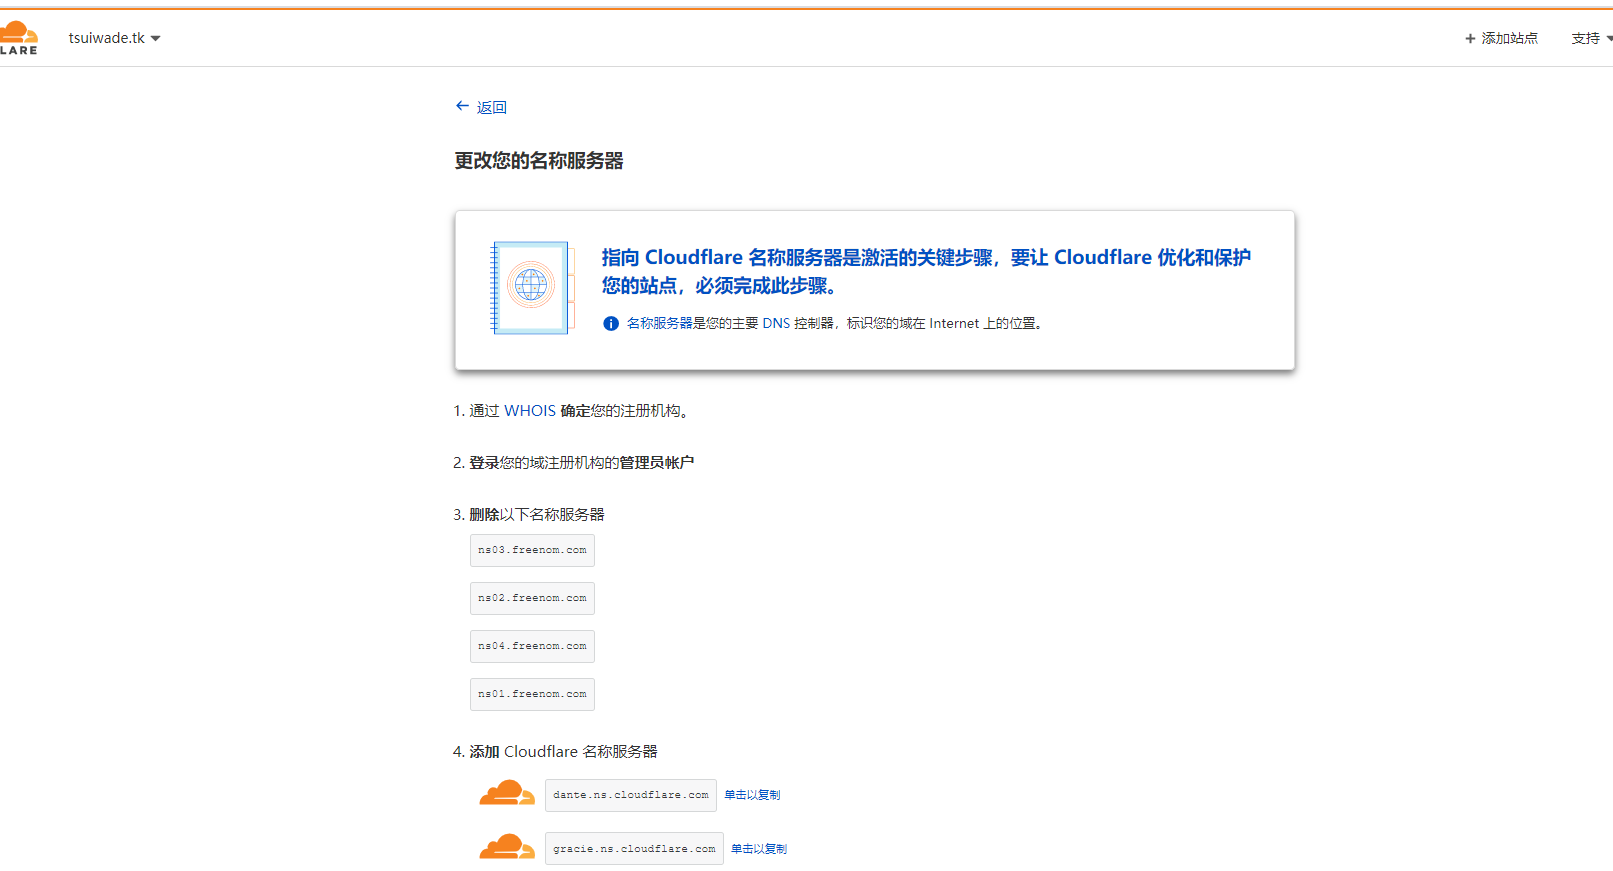 LARE
tsuiwade.tk
+ 添加站点
支持
← 返回
更改您的名称服务器
指向 Cloudflare 名称服务器是激活的关键步骤，要让 Cloudflare 优化和保护
您的站点，必须完成此步骤。
名称服务器是您的主要 DNS 控制器，标识您的域在 Internet 上的位置。
1. 通过 WHOIS 确定您的注册机构。
2. 登录您的域注册机构的管理员帐户
3. 删除以下名称服务器
ns03.freenom.com
ns02.freenom.com
ns04.freenom.com
ns01.freenom.com
4. 添加 Cloudflare 名称服务器
dante.ns.cloudflare.com 单击以复制
gracie.ns.cloudflare.com 单击以复制